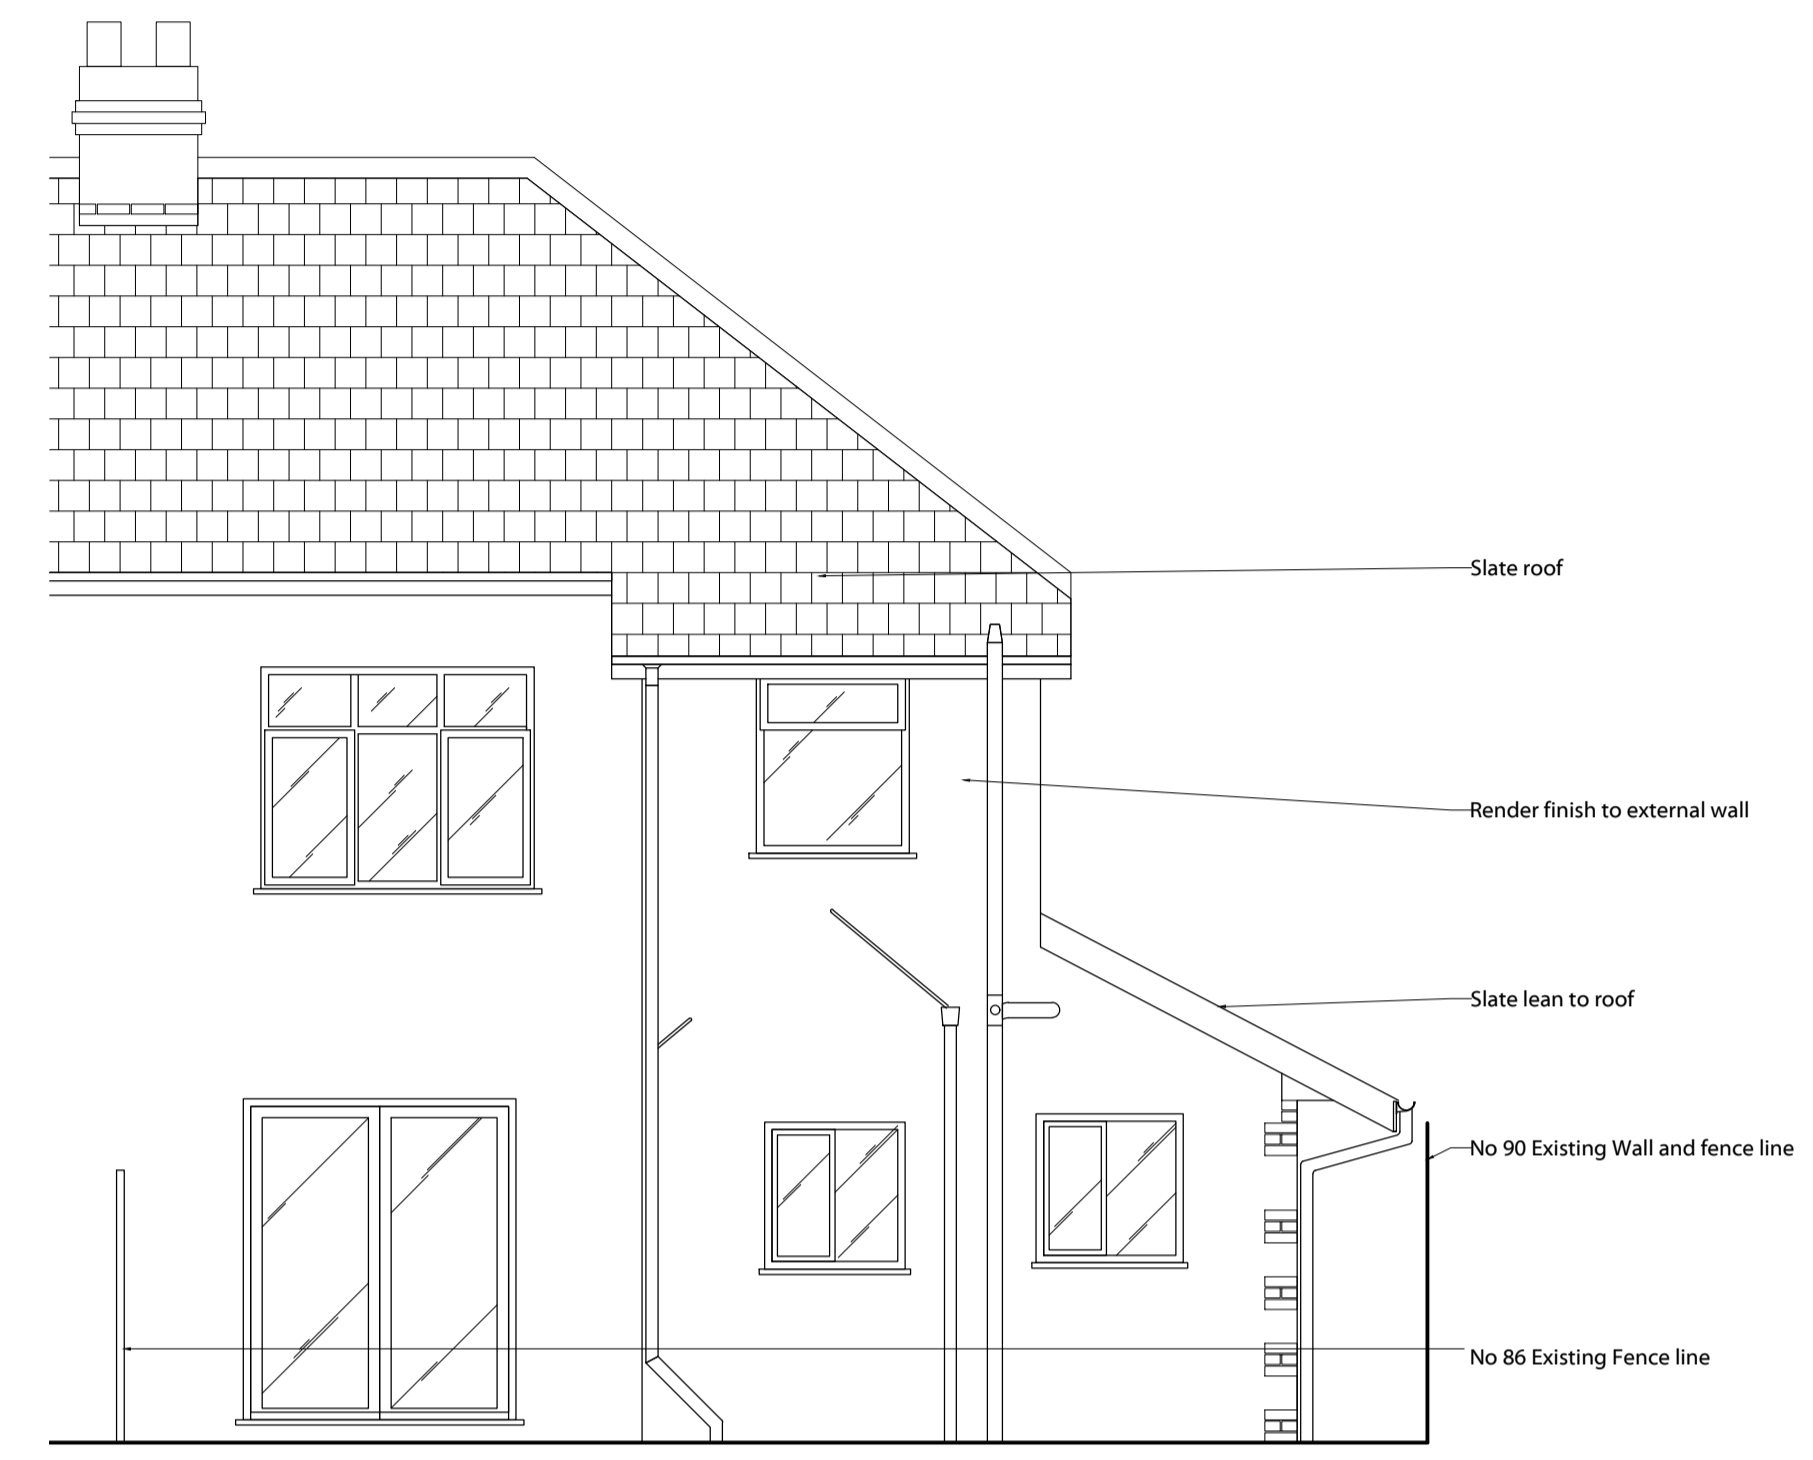 Slate roof
Render finish to external wall
Slate lean to roof
No 90 Existing Wall and fence line
No 86 Existing Fence line